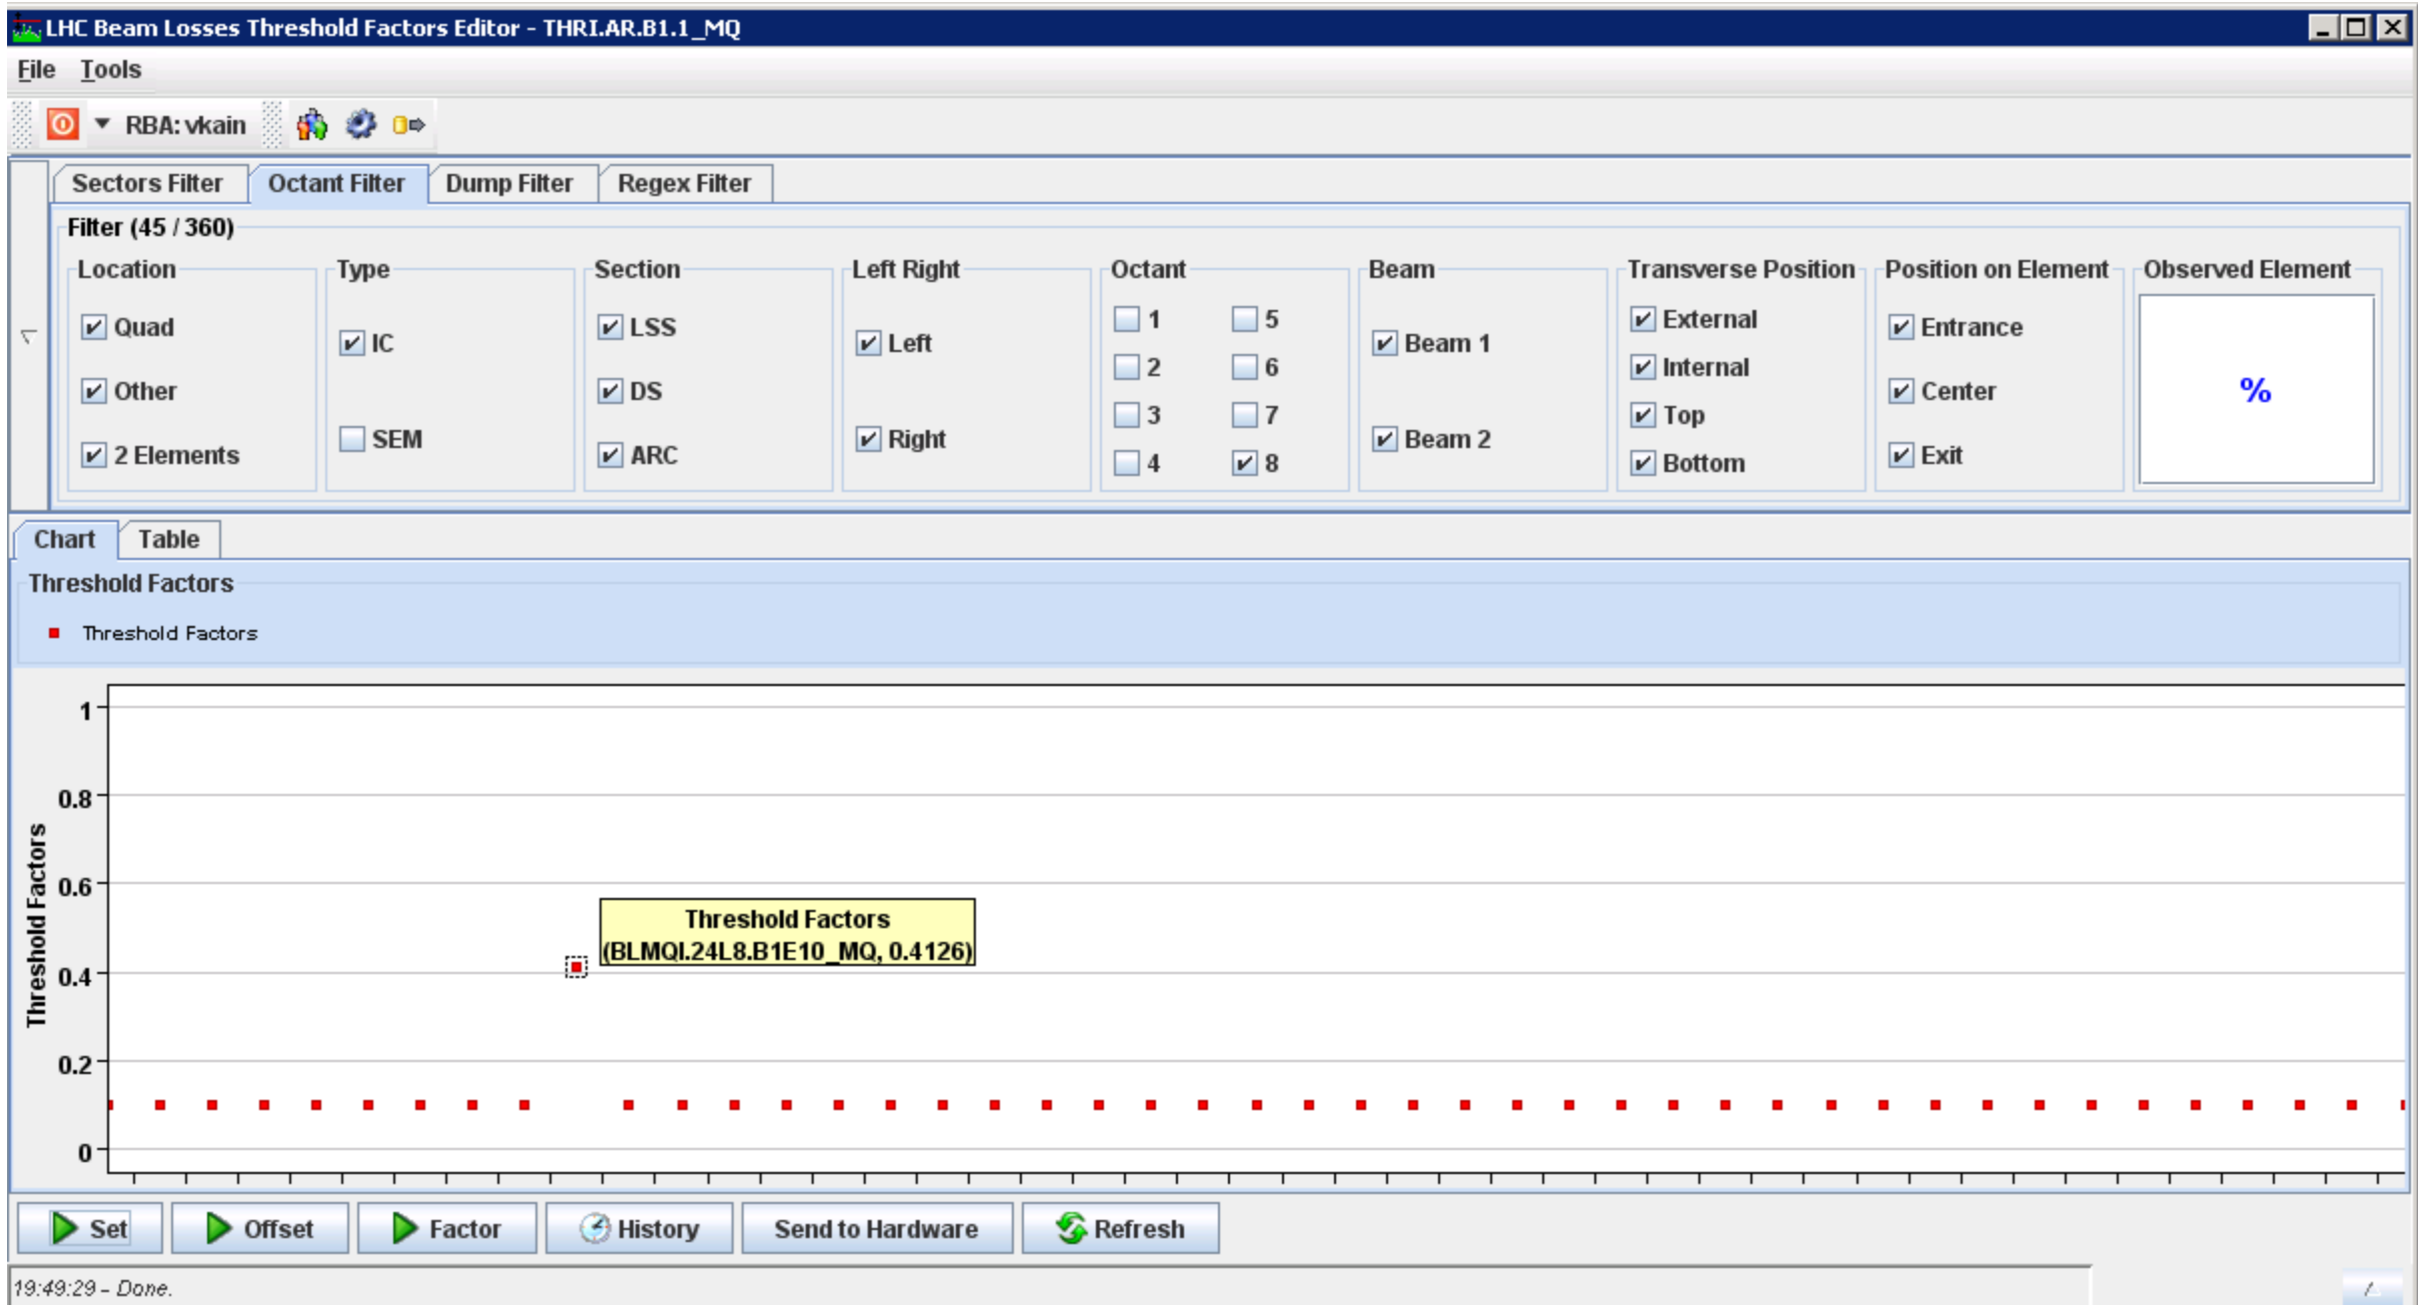 LHC Beam Losses Threshold Factors Editor - THRI.AR.B1.1_MQ
File Tools
RBA: vkain
Sectors Filter Octant Filter Dump Filter Regex Filter
Filter (45 / 360)
Location Type Section Left Right Octant Beam Transverse Position Position on Element Observed Element
Quad IC LSS Left 1 5 Beam 1 External Entrance
2 6 Internal
Other DS Center %
3 7 Top
2 Elements SEM ARC Right 4 8 Beam 2 Bottom Exit
Chart Table
Threshold Factors
Threshold Factors
1
0.8
0.6
0.4
0.2
0
Threshold Factors
Threshold Factors
(BLMQI.24L8.B1E10_MQ, 0.4126)
Set Offset Factor History Send to Hardware Refresh
19:49:29 - Done.